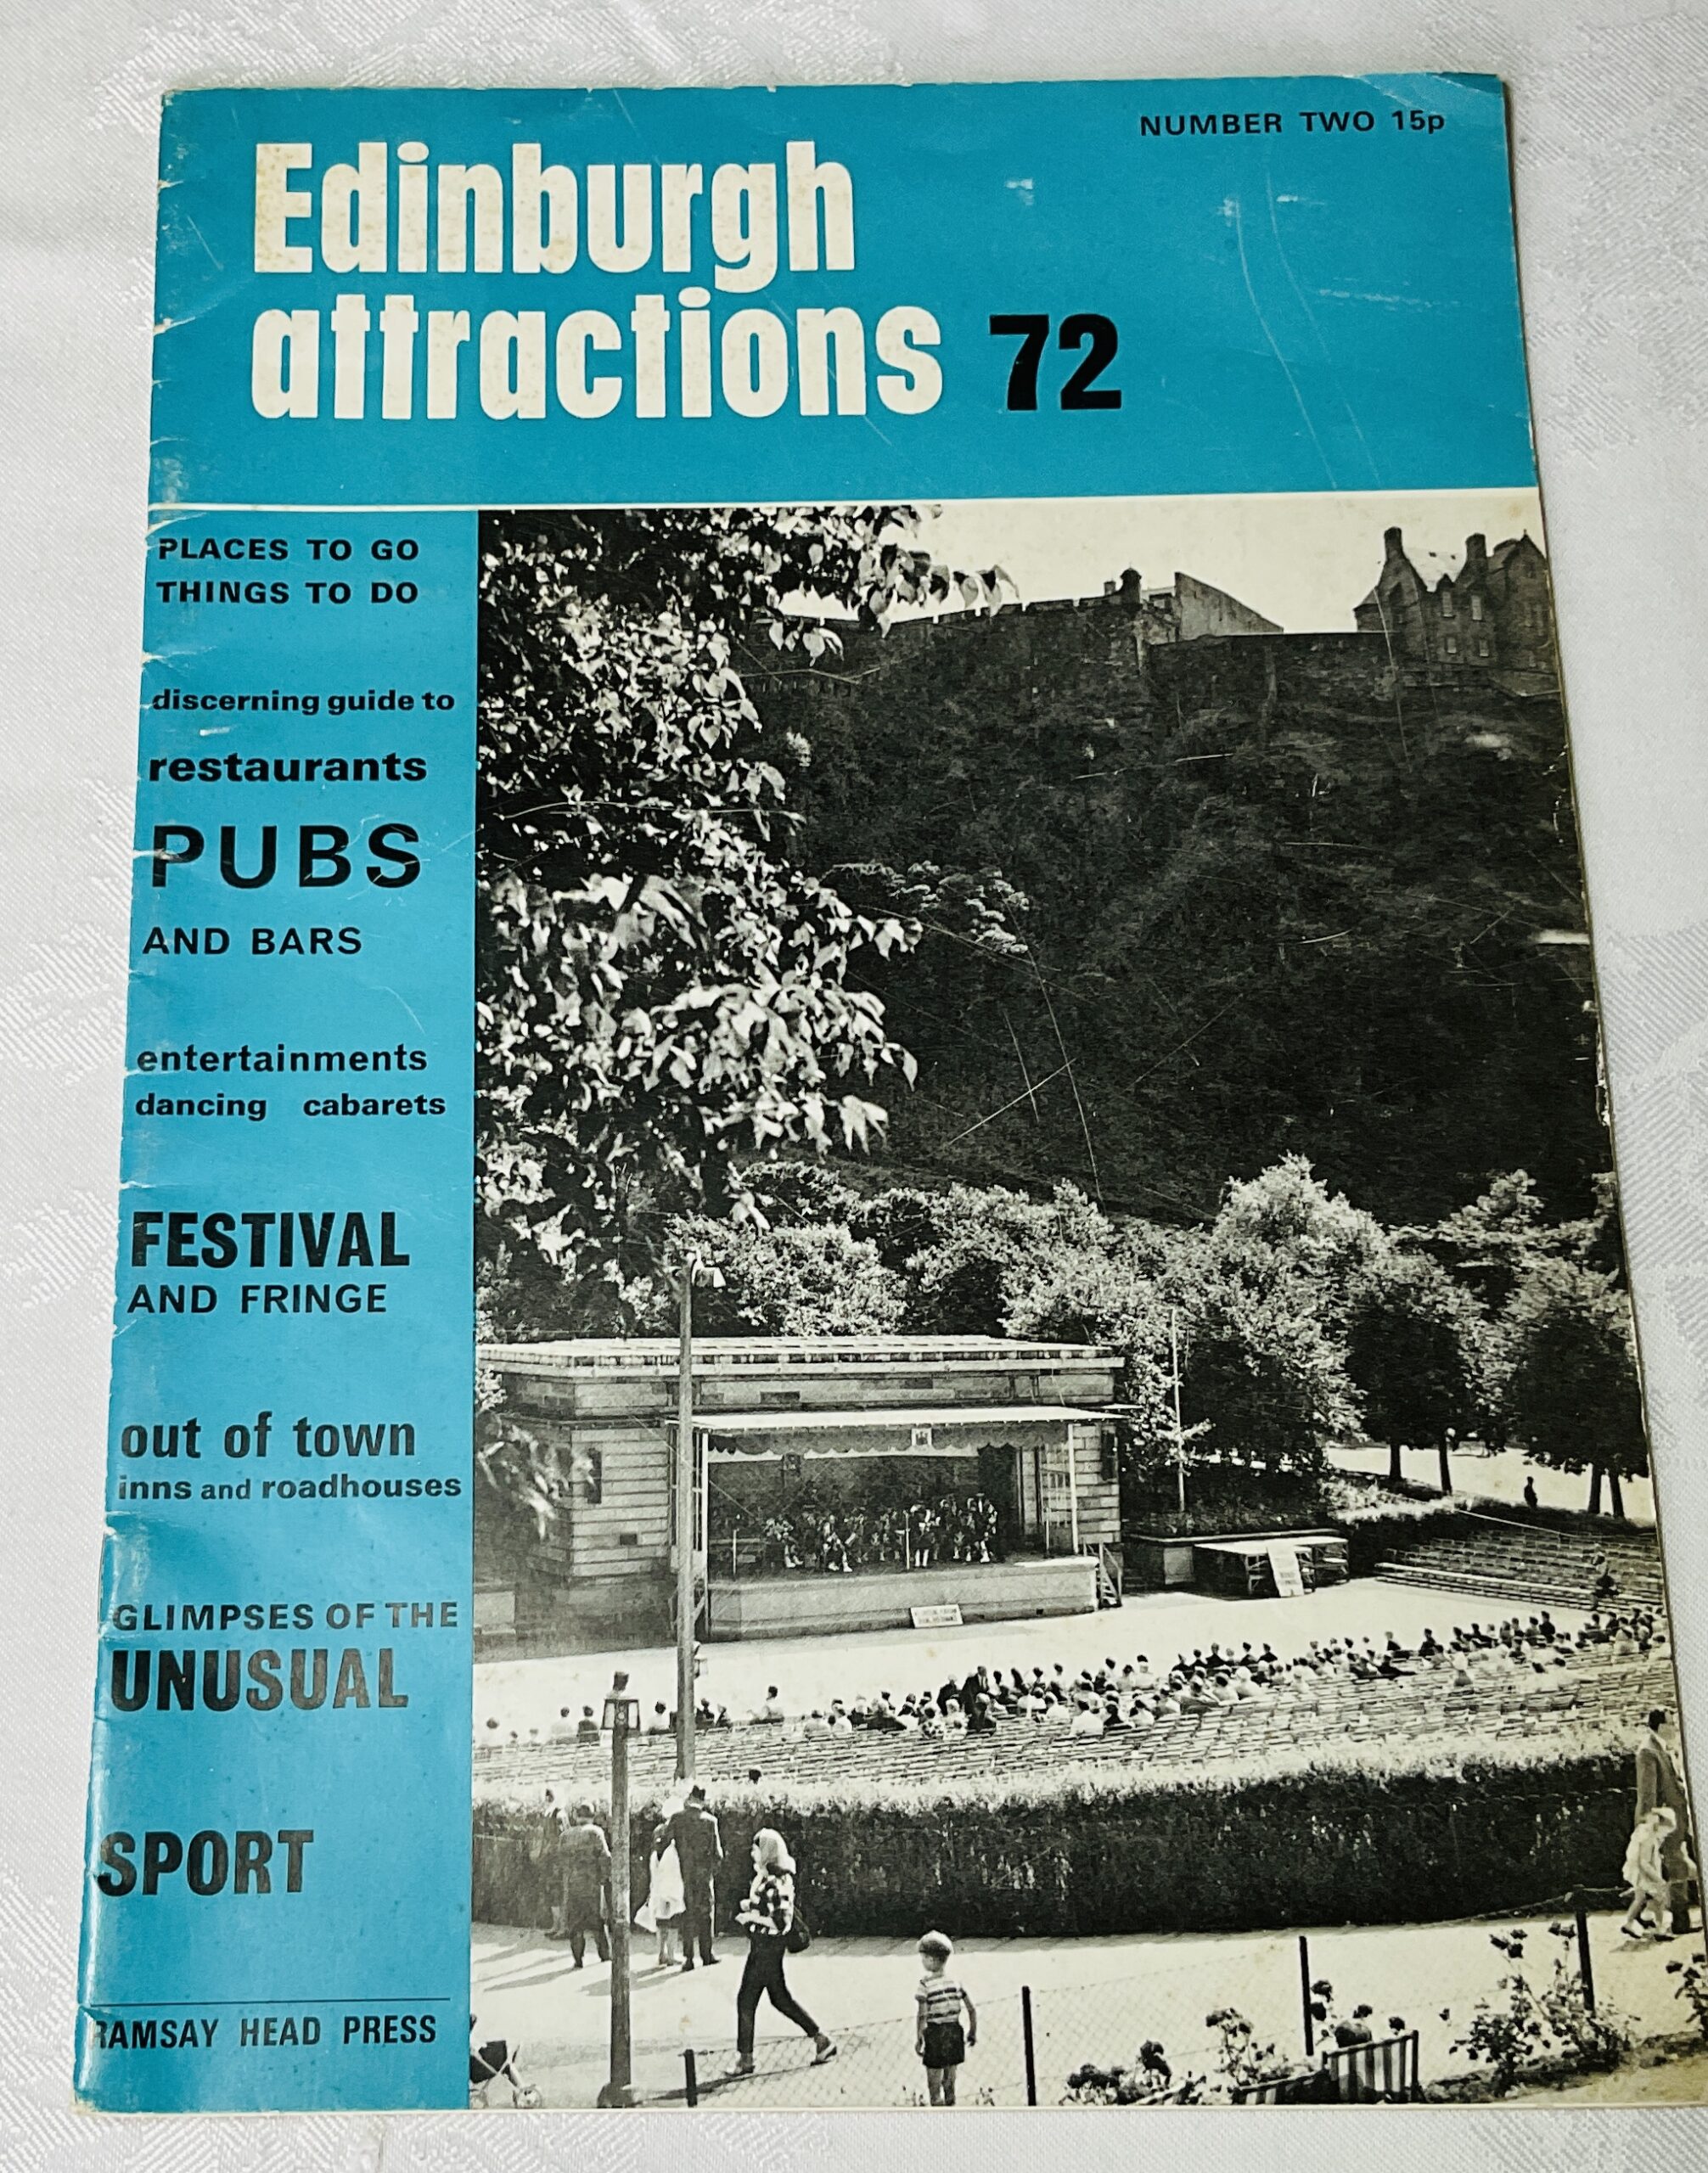 NUMBER TWO 15p
Edinburgh
attractions 72
PLACES TO GO
THINGS TO DO
discerning guide to
restaurants
PUBS
AND BARS
entertainments
dancing cabarets
FESTIVAL
AND FRINGE
out of town
inns and roadhouses
GLIMPSES OF THE
UNUSUAL
SPORT
RAMSAY HEAD PRESS